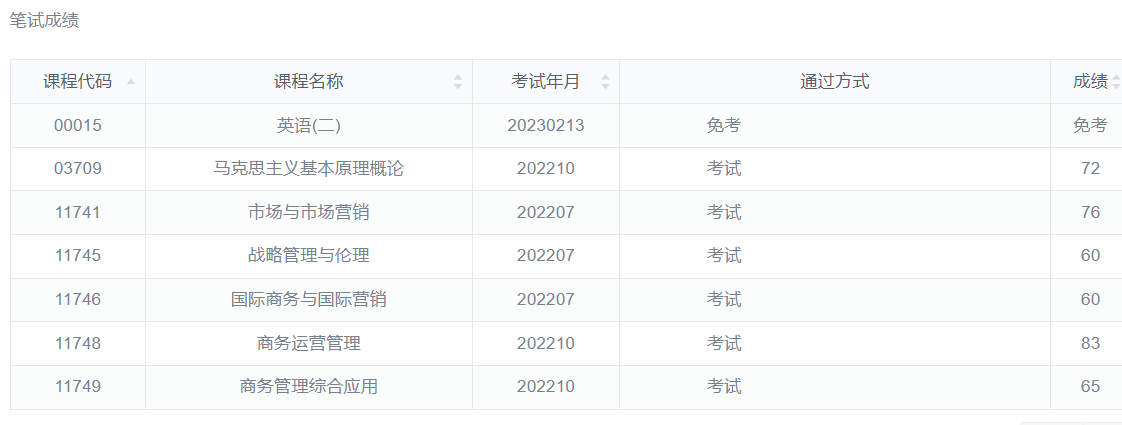 笔试成绩
课程代码 课程名称 考试年月 通过方式 成绩
00015 英语(二) 20230213 免考 免考
03709 马克思主义基本原理概论 202210 考试 72
11741 市场与市场营销 202207 考试 76
11745 战略管理与伦理 202207 考试 60
11746 国际商务与国际营销 202207 考试 60
11748 商务运营管理 202210 考试 83
11749 商务管理综合应用 202210 考试 65